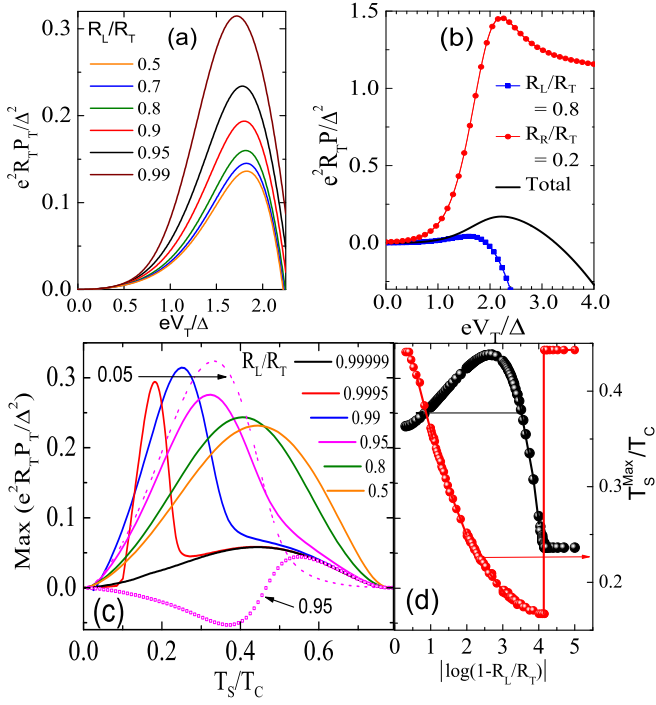 (a)
R_L/R_T
0.5
0.7
0.8
0.9
0.95
0.99
0.3
0.2
0.1
0.0
e²R_TP_T/Δ²
0.0 0.5 1.0 1.5 2.0
eV_T/Δ
(b)
1.5
1.0
0.5
0.0
e²R_TP/Δ²
R_L/R_T
= 0.8
R_R/R_T
= 0.2
Total
0.0 1.0 2.0 3.0 4.0
eV_T/Δ
(c)
0.3
0.2
0.1
0.0
Max (e²R_TP_T/Δ²)
0.05
R_L/R_T
0.99999
0.9995
0.99
0.95
0.8
0.5
0.95
0.0 0.2 0.4 0.6
T_S/T_C
(d)
0.4
0.3
0.2
T_S^Max/T_C
0 1 2 3 4 5
|log(1-R_L/R_T)|